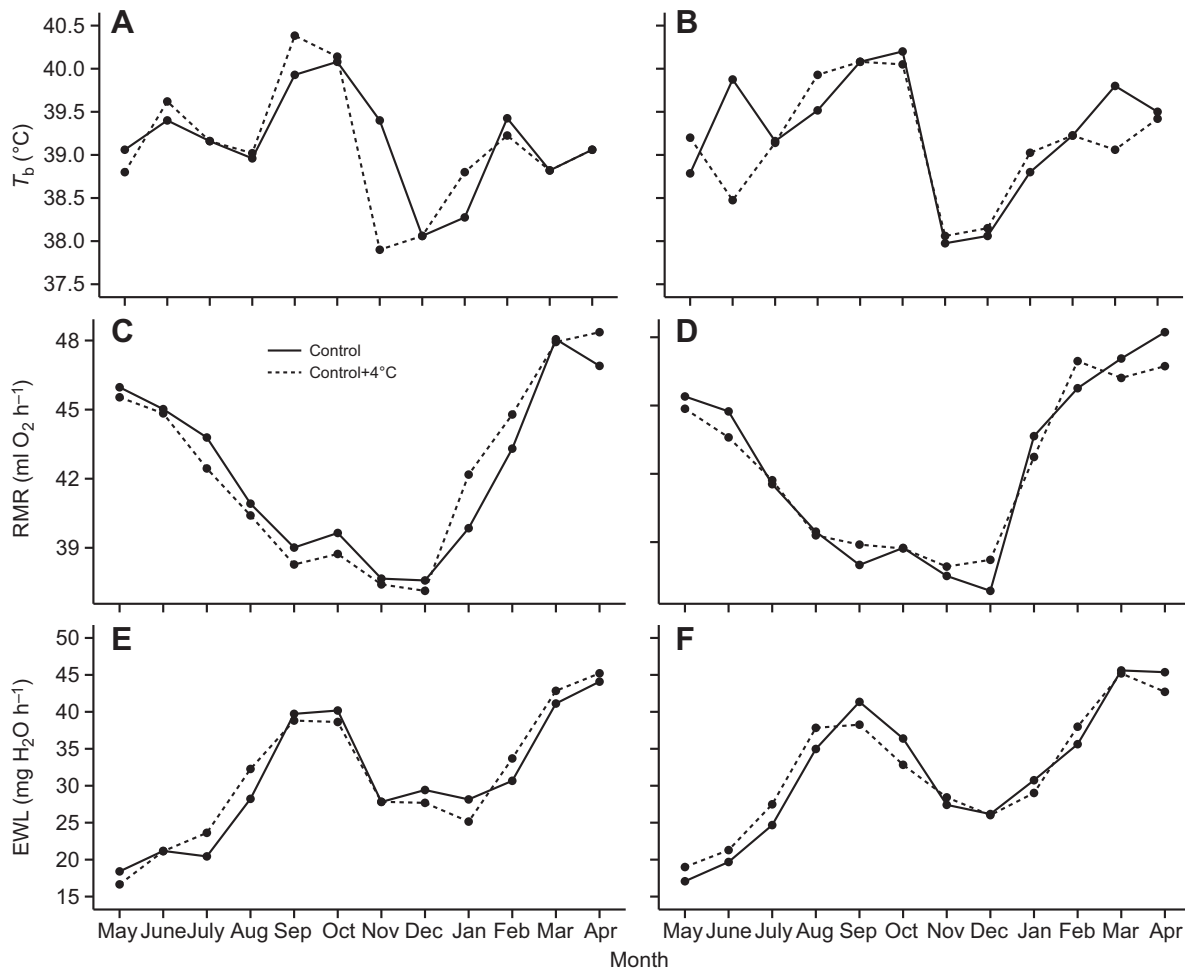 A
B
40.5
40.0
39.5
39.0
38.5
38.0
37.5
T_b (°C)
C
D
Control
Control+4°C
48
45
42
39
RMR (ml O₂ h⁻¹)
E
F
50
45
40
35
30
25
20
15
EWL (mg H₂O h⁻¹)
May June July Aug Sep Oct Nov Dec Jan Feb Mar Apr
May June July Aug Sep Oct Nov Dec Jan Feb Mar Apr
Month